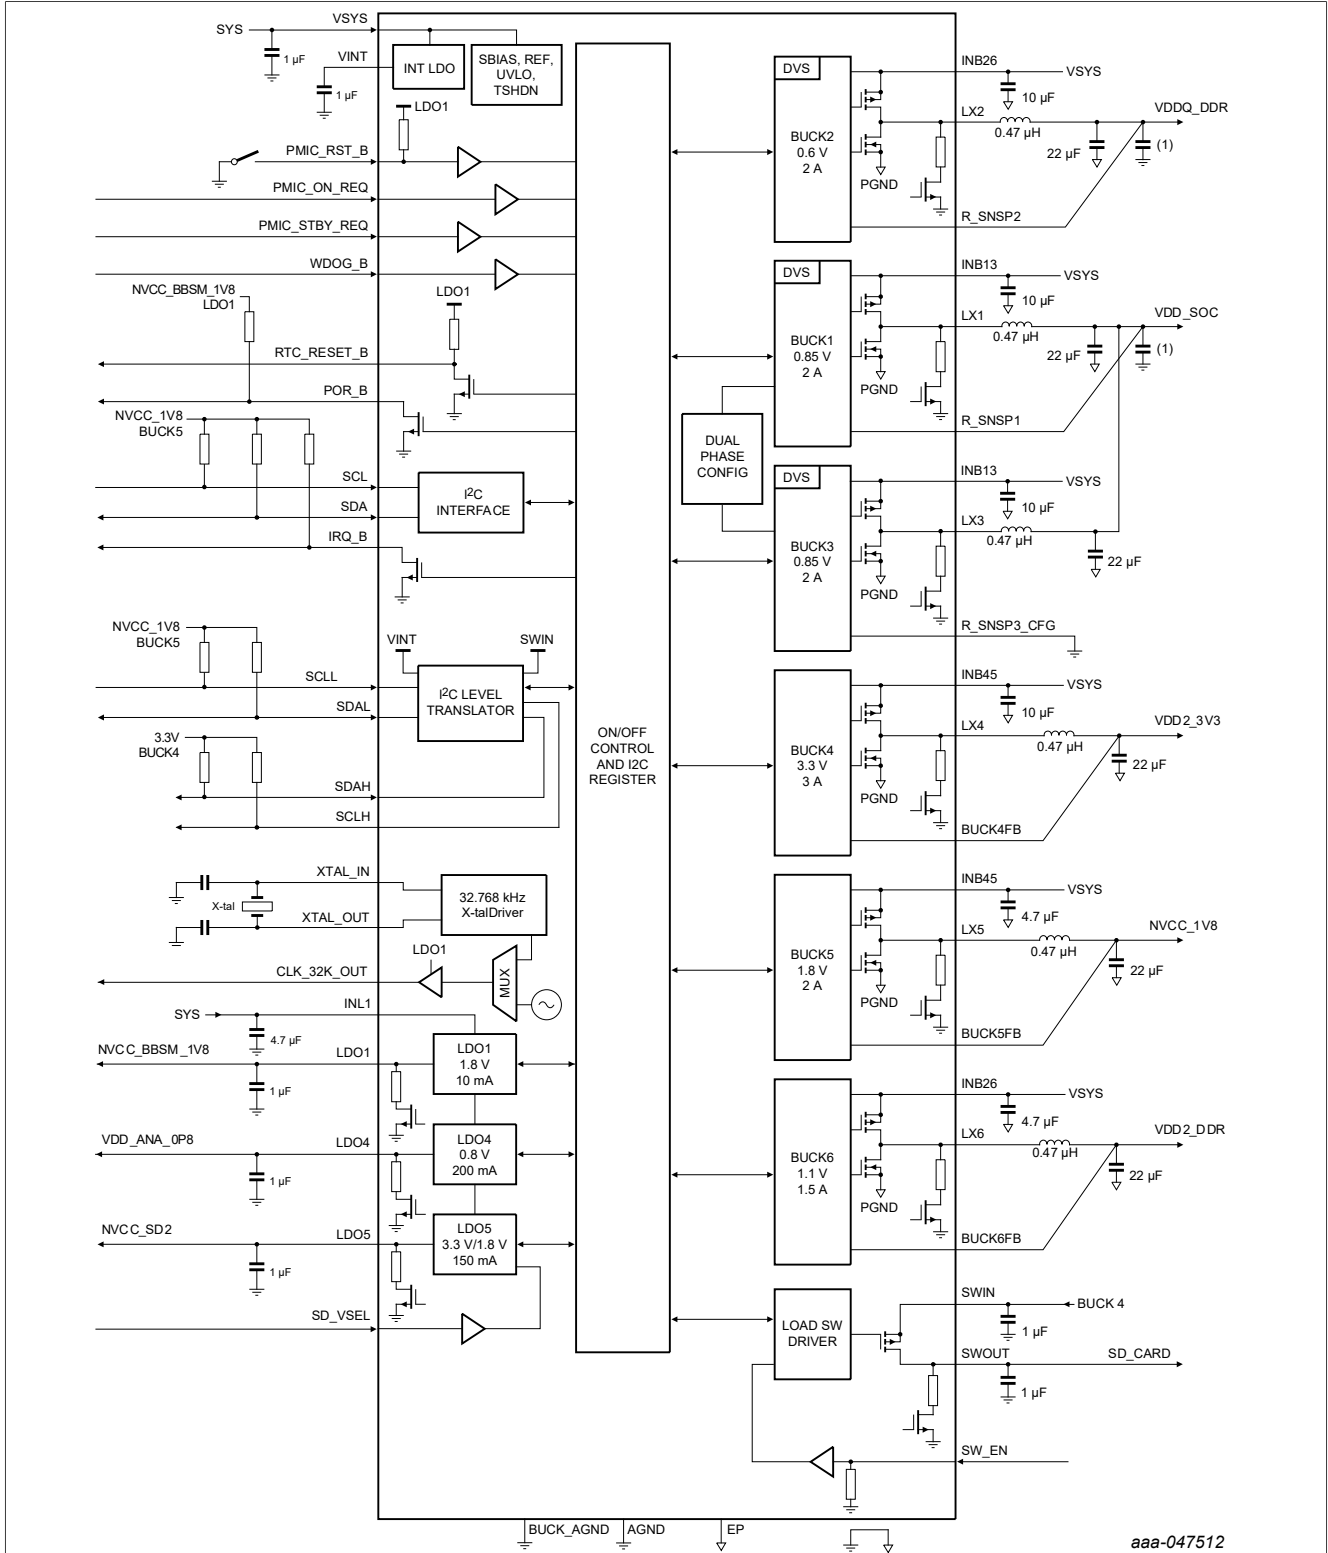 SYS
VSYS
1 µF
VINT
1 µF
INT LDO
SBIAS, REF,
UVLO,
TSHDN
LDO1
PMIC_RST_B
PMIC_ON_REQ
PMIC_STBY_REQ
WDOG_B
NVCC_BBSM_1V8
LDO1
LDO1
RTC_RESET_B
POR_B
NVCC_1V8
BUCK5
SCL
SDA
IRQ_B
I2C
INTERFACE
NVCC_1V8
BUCK5
VINT
SWIN
SCLL
SDAL
I2C LEVEL
TRANSLATOR
3.3V
BUCK4
SDAH
SCLH
XTAL_IN
X-tal
XTAL_OUT
32.768 kHz
X-talDriver
LDO1
CLK_32K_OUT
MUX
INL1
SYS
4.7 µF
NVCC_BBSM_1V8
LDO1
1 µF
LDO1
1.8 V
10 mA
VDD_ANA_0P8
LDO4
1 µF
LDO4
0.8 V
200 mA
NVCC_SD2
LDO5
1 µF
LDO5
3.3 V/1.8 V
150 mA
SD_VSEL
ON/OFF
CONTROL
AND I2C
REGISTER
DUAL
PHASE
CONFIG
DVS
BUCK2
0.6 V
2 A
PGND
INB26
VSYS
10 µF
LX2
0.47 µH
VDDQ_DDR
22 µF
(1)
R_SNSP2
DVS
BUCK1
0.85 V
2 A
PGND
INB13
VSYS
10 µF
LX1
0.47 µH
VDD_SOC
22 µF
(1)
R_SNSP1
DVS
BUCK3
0.85 V
2 A
PGND
INB13
VSYS
10 µF
LX3
0.47 µH
22 µF
R_SNSP3_CFG
BUCK4
3.3 V
3 A
PGND
INB45
VSYS
10 µF
LX4
0.47 µH
VDD2_3V3
22 µF
BUCK4FB
BUCK5
1.8 V
2 A
PGND
INB45
VSYS
4.7 µF
LX5
0.47 µH
NVCC_1V8
22 µF
BUCK5FB
BUCK6
1.1 V
1.5 A
PGND
INB26
VSYS
4.7 µF
LX6
0.47 µH
VDD2_DDR
22 µF
BUCK6FB
LOAD SW
DRIVER
SWIN
BUCK 4
1 µF
SWOUT
SD_CARD
1 µF
SW_EN
BUCK_AGND
AGND
EP
aaa-047512